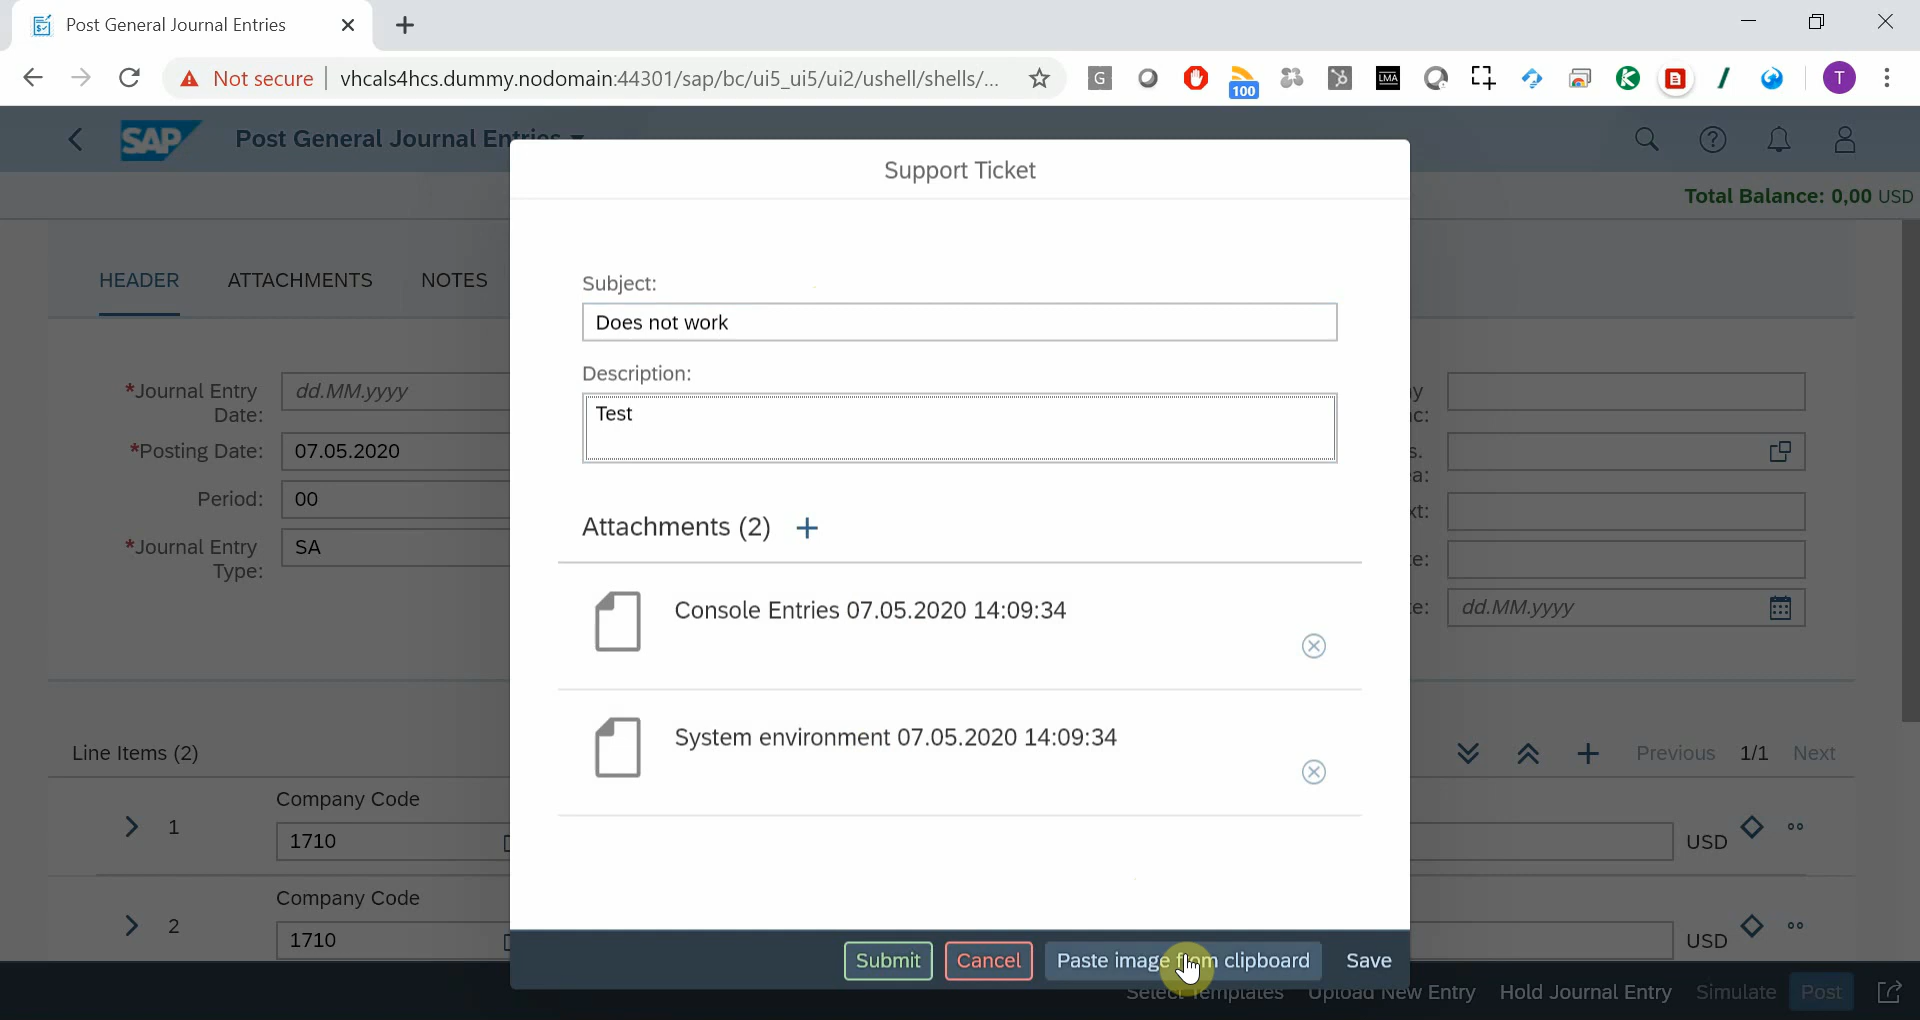 Post General Journal Entries
Not secure
vhcals4hcs.dummy.nodomain:44301/sap/bc/ui5_ui5/ui2/ushell/shells/...
G
100
LMA
T
SAP
Post General Journal Entries
Total Balance: 0,00 USD
Support Ticket
HEADER
ATTACHMENTS
NOTES
Subject:
Does not work
Description:
Test
*Journal Entry Date:
dd.MM.yyyy
*Posting Date:
07.05.2020
Period:
00
*Journal Entry Type:
SA
dd.MM.yyyy
Attachments (2)
Console Entries 07.05.2020 14:09:34
System environment 07.05.2020 14:09:34
Line Items (2)
Previous 1/1 Next
Company Code
1
1710
USD
Company Code
2
1710
USD
Submit
Cancel
Paste image from clipboard
Save
Select Templates
Upload New Entry
Hold Journal Entry
Simulate
Post